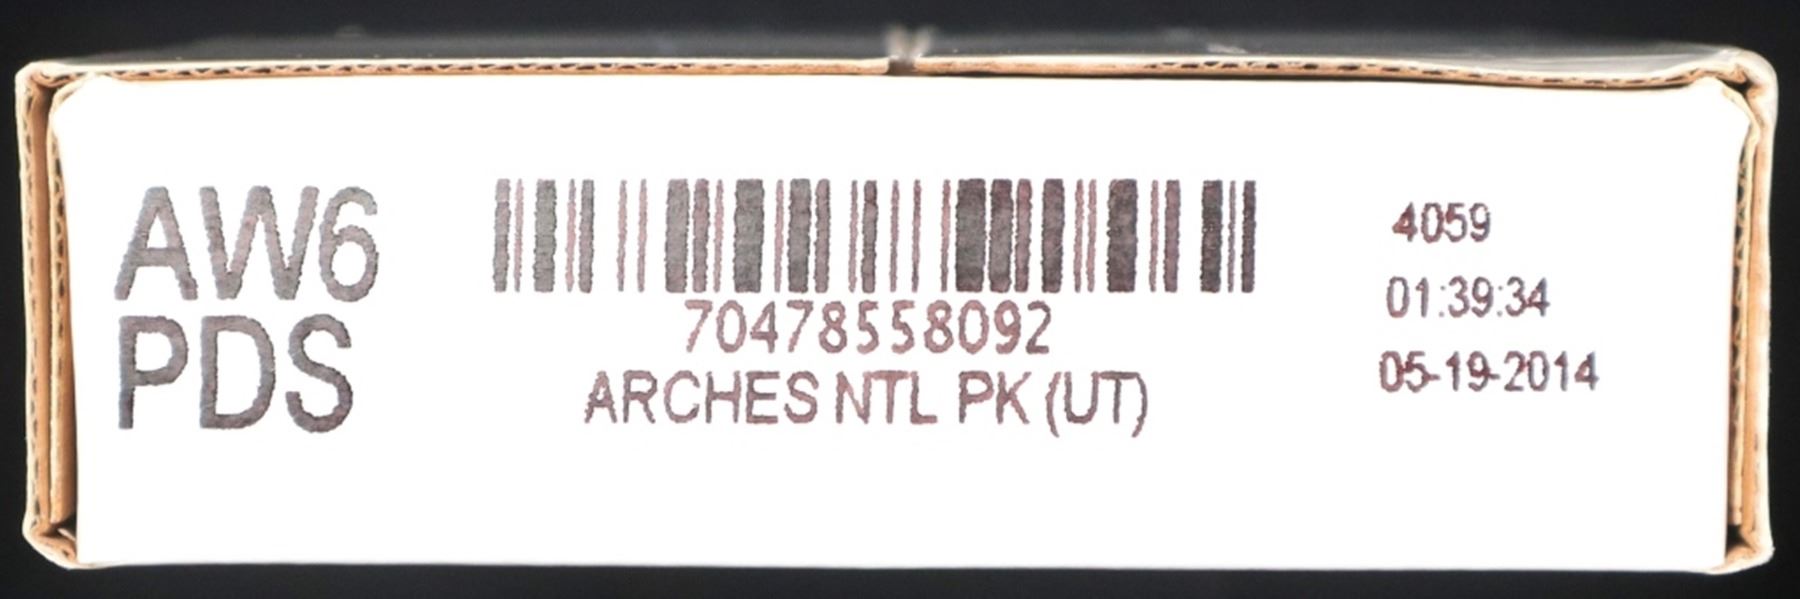 AW6
PDS
70478558092
ARCHES NTL PK (UT)
4059
01:39:34
05-19-2014